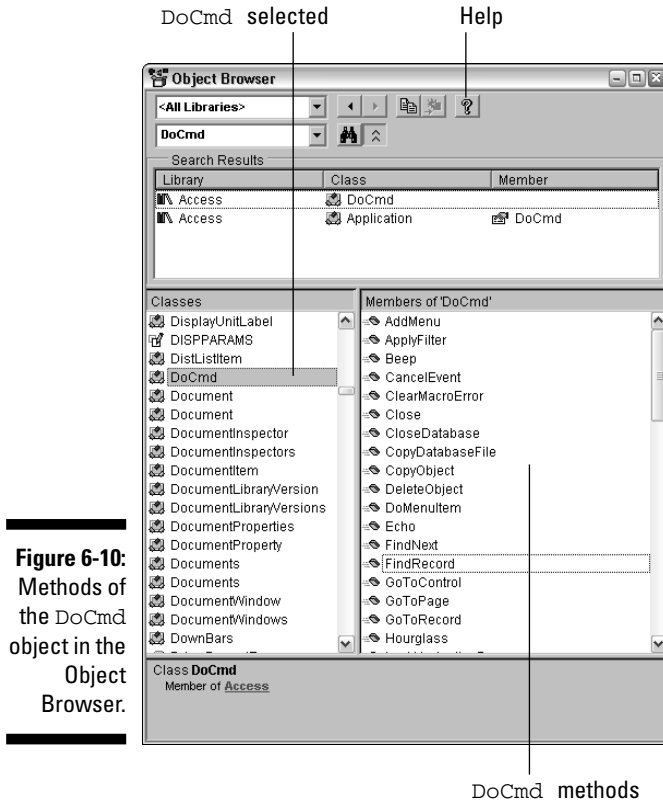 DoCmd selected
Help
Object Browser
<All Libraries>
DoCmd
Search Results
Library Class Member
Access DoCmd
Access Application DoCmd
Classes
DisplayUnitLabel
DISPPARAMS
DistListItem
DoCmd
Document
Document
DocumentInspector
DocumentInspectors
DocumentItem
DocumentLibraryVersion
DocumentLibraryVersions
DocumentProperties
DocumentProperty
Documents
Documents
DocumentWindow
DocumentWindows
DownBars
Members of 'DoCmd'
AddMenu
ApplyFilter
Beep
CancelEvent
ClearMacroError
Close
CloseDatabase
CopyDatabaseFile
CopyObject
DeleteObject
DoMenuItem
Echo
FindNext
FindRecord
GoToControl
GoToPage
GoToRecord
Hourglass
Class DoCmd
Member of Access
Figure 6-10:
Methods of
the DoCmd
object in the
Object
Browser.
DoCmd methods